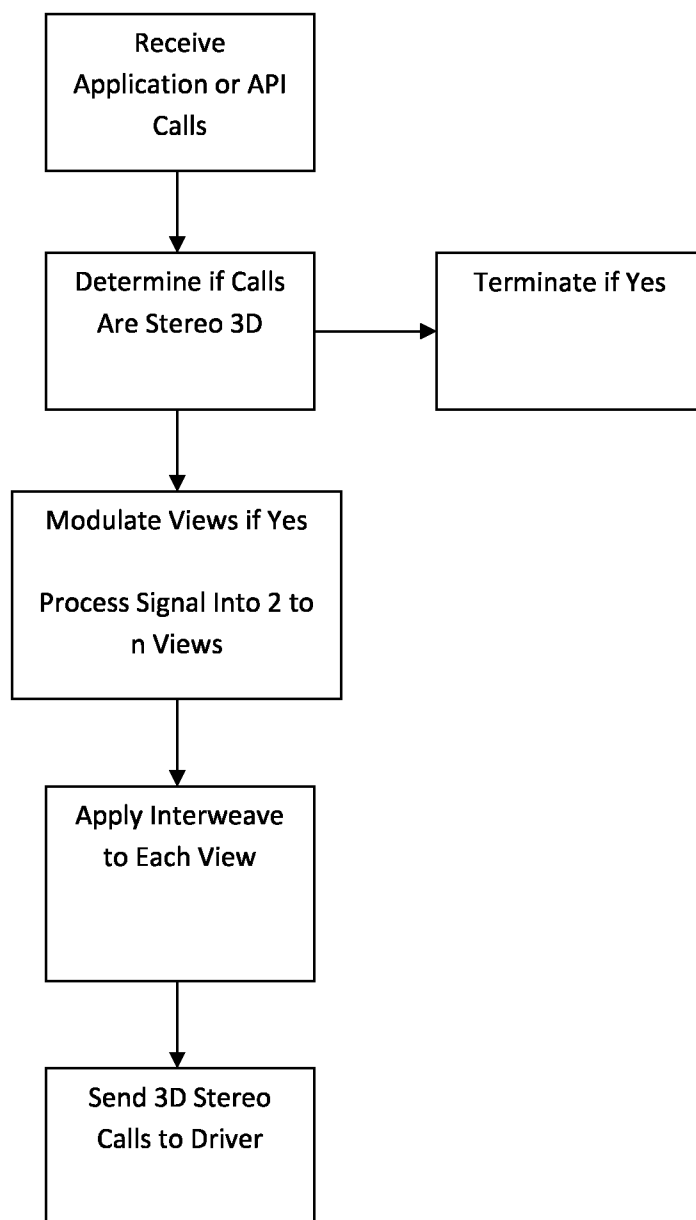 Receive
Application or API
Calls
Determine if Calls
Are Stereo 3D
Terminate if Yes
Modulate Views if Yes
Process Signal Into 2 to
n Views
Apply Interweave
to Each View
Send 3D Stereo
Calls to Driver